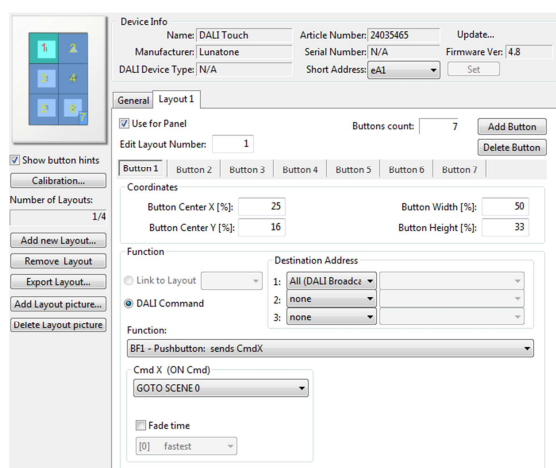 Device Info
Name: DALI Touch Article Number: 24035465 Update...
Manufacturer: Lunatone Serial Number: N/A Firmware Ver: 4.8
DALI Device Type: N/A Short Address: eA1 Set
1 2
4
7
General Layout 1
Use for Panel Buttons count: 7 Add Button
Edit Layout Number: 1 Delete Button
Show button hints
Calibration...
Number of Layouts:
1/4
Add new Layout...
Remove Layout
Export Layout...
Add Layout picture...
Delete Layout picture
Button 1 Button 2 Button 3 Button 4 Button 5 Button 6 Button 7
Coordinates
Button Center X [%]: 25 Button Width [%]: 50
Button Center Y [%]: 16 Button Height [%]: 33
Function
Destination Address
Link to Layout 1: All (DALI Broadca
DALI Command 2: none
3: none
Function:
BF1 - Pushbutton: sends CmdX
Cmd X (ON Cmd)
GOTO SCENE 0
Fade time
[0] fastest